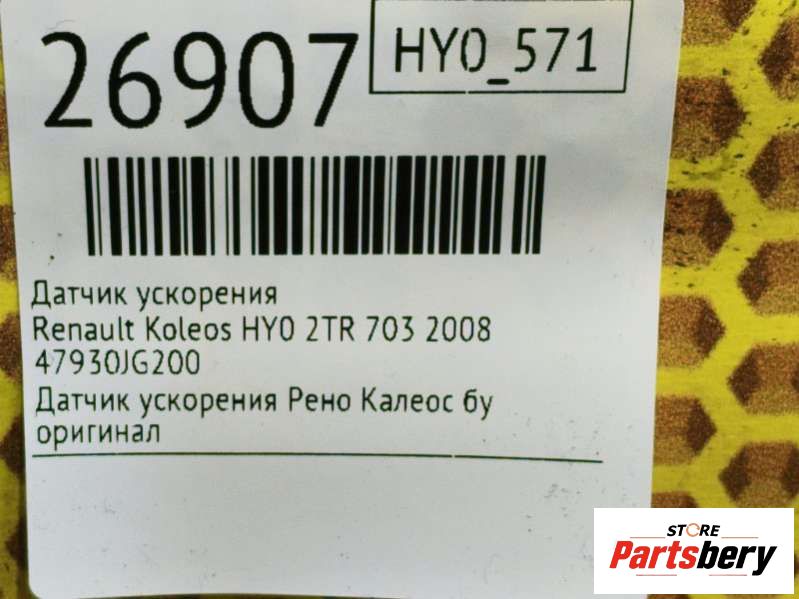 26907
HY0_571
Датчик ускорения
Renault Koleos HY0 2TR 703 2008
47930JG200
Датчик ускорения Рено Калеос бу
оригинал
STORE
Partsbery